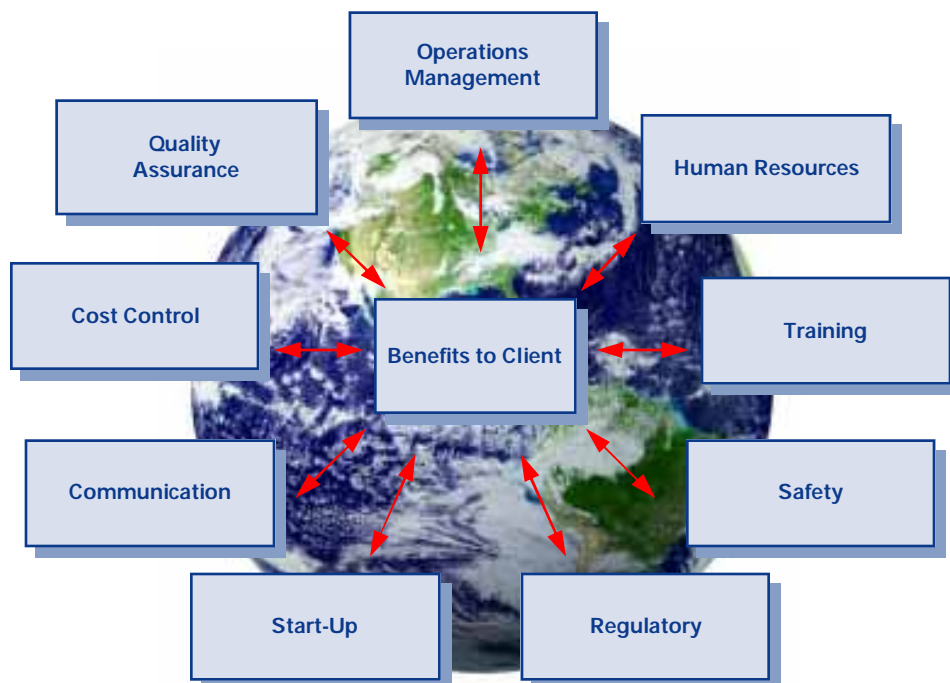 Operations
Management
Quality
Assurance
Human Resources
Cost Control
Benefits to Client
Training
Communication
Safety
Start-Up
Regulatory